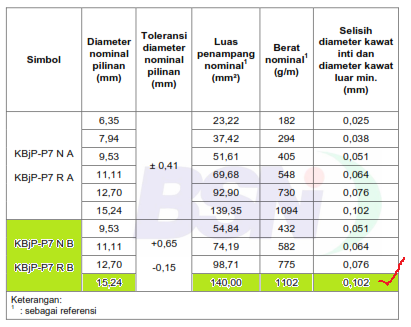 Simbol Diameter nominal pilinan (mm) Toleransi diameter nominal pilinan (mm) Luas penampang nominal¹ (mm²) Berat nominal¹ (g/m) Selisih diameter kawat inti dan diameter kawat luar min. (mm)
KBjP-P7 N A
KBjP-P7 R A
± 0,41
6,35 23,22 182 0,025
7,94 37,42 294 0,038
9,53 51,61 405 0,051
11,11 69,68 548 0,064
12,70 92,90 730 0,076
15,24 139,35 1094 0,102
KBjP-P7 N B
KBjP-P7 R B
+0,65
-0,15
9,53 54,84 432 0,051
11,11 74,19 582 0,064
12,70 98,71 775 0,076
15,24 140,00 1102 0,102
Keterangan:
¹ : sebagai referensi
BSN